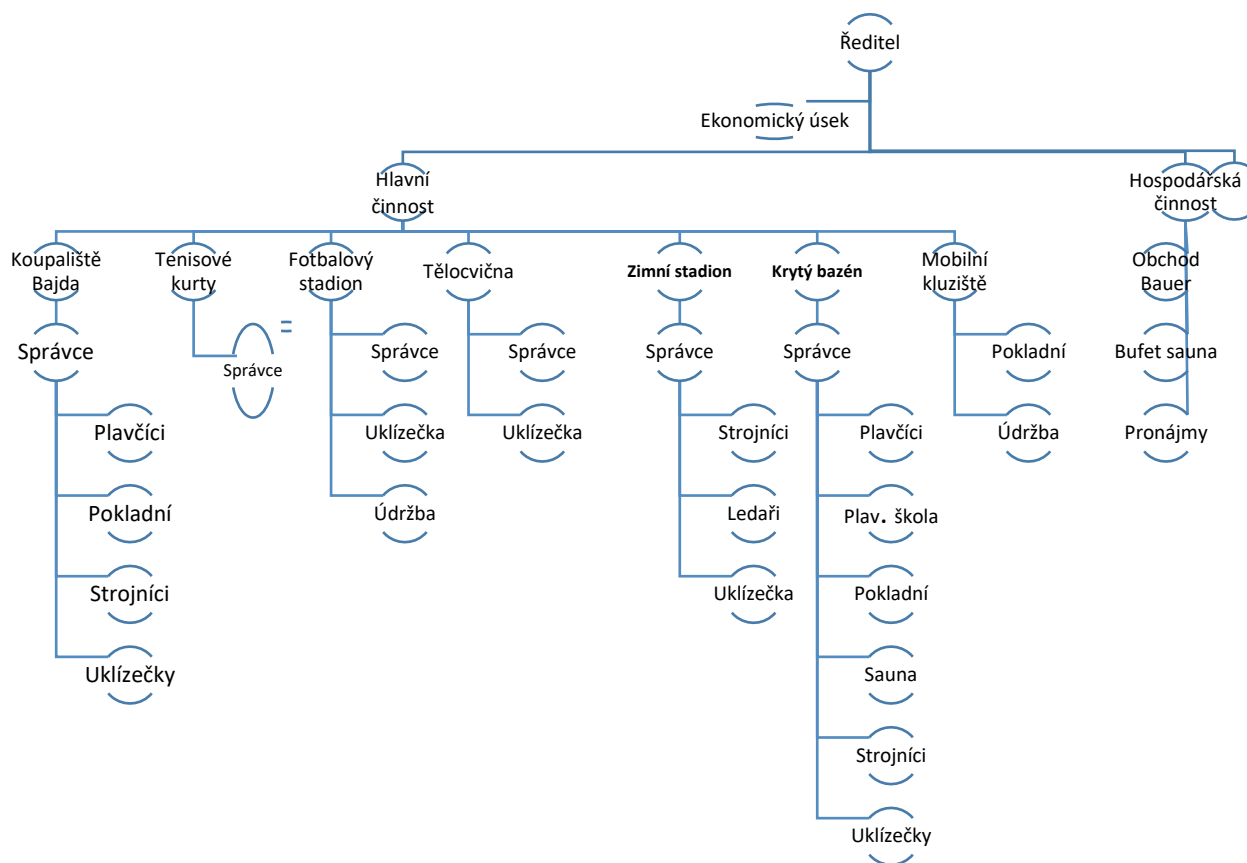 Ředitel
Ekonomický úsek
Hlavní
činnost
Hospodářská
činnost
Koupaliště
Bajda
Tenisové
kurty
Fotbalový
stadion
Tělocvična
Zimní stadion
Krytý bazén
Mobilní
kluziště
Obchod
Bauer
Správce
Správce
=
Správce
Správce
Správce
Správce
Pokladní
Bufet sauna
Plavčíci
Uklízečka
Uklízečka
Strojníci
Plavčíci
Údržba
Pronájmy
Pokladní
Údržba
Ledaři
Plav. škola
Strojníci
Uklízečka
Pokladní
Uklízečky
Sauna
Strojníci
Uklízečky